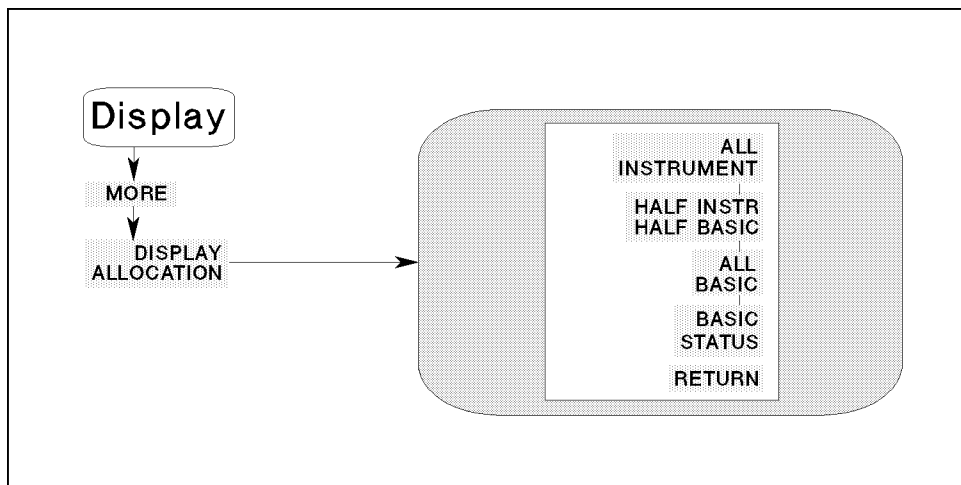 Display
MORE
DISPLAY
ALLOCATION
ALL
INSTRUMENT
HALF INSTR
HALF BASIC
ALL
BASIC
BASIC
STATUS
RETURN